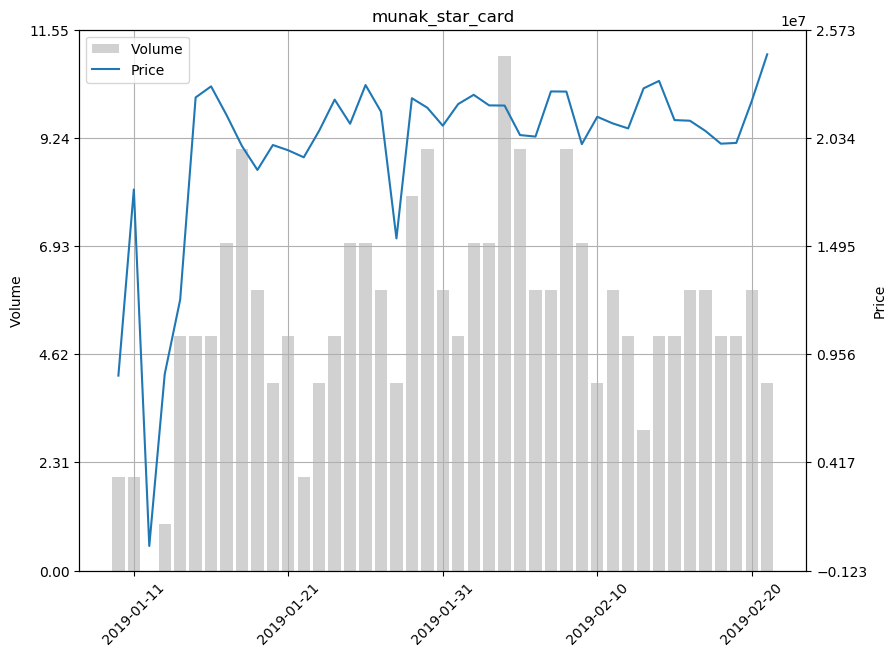 munak_star_card
1e7
11.55
9.24
6.93
4.62
2.31
0.00
Volume
Volume
Price
2.573
2.034
1.495
0.956
0.417
−0.123
Price
2019-01-11
2019-01-21
2019-01-31
2019-02-10
2019-02-20